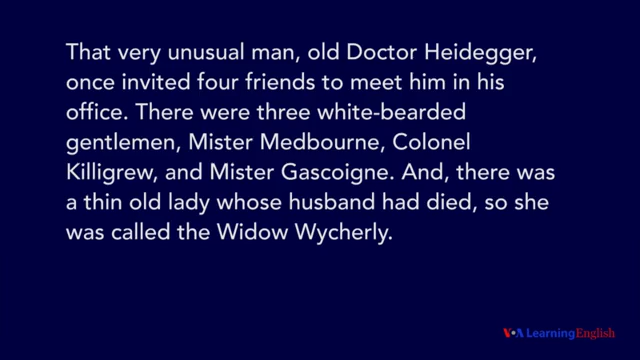 That very unusual man, old Doctor Heidegger,
once invited four friends to meet him in his
office. There were three white-bearded
gentlemen, Mister Medbourne, Colonel
Killigrew, and Mister Gascoigne. And, there was
a thin old lady whose husband had died, so she
was called the Widow Wycherly.
VOA Learning English